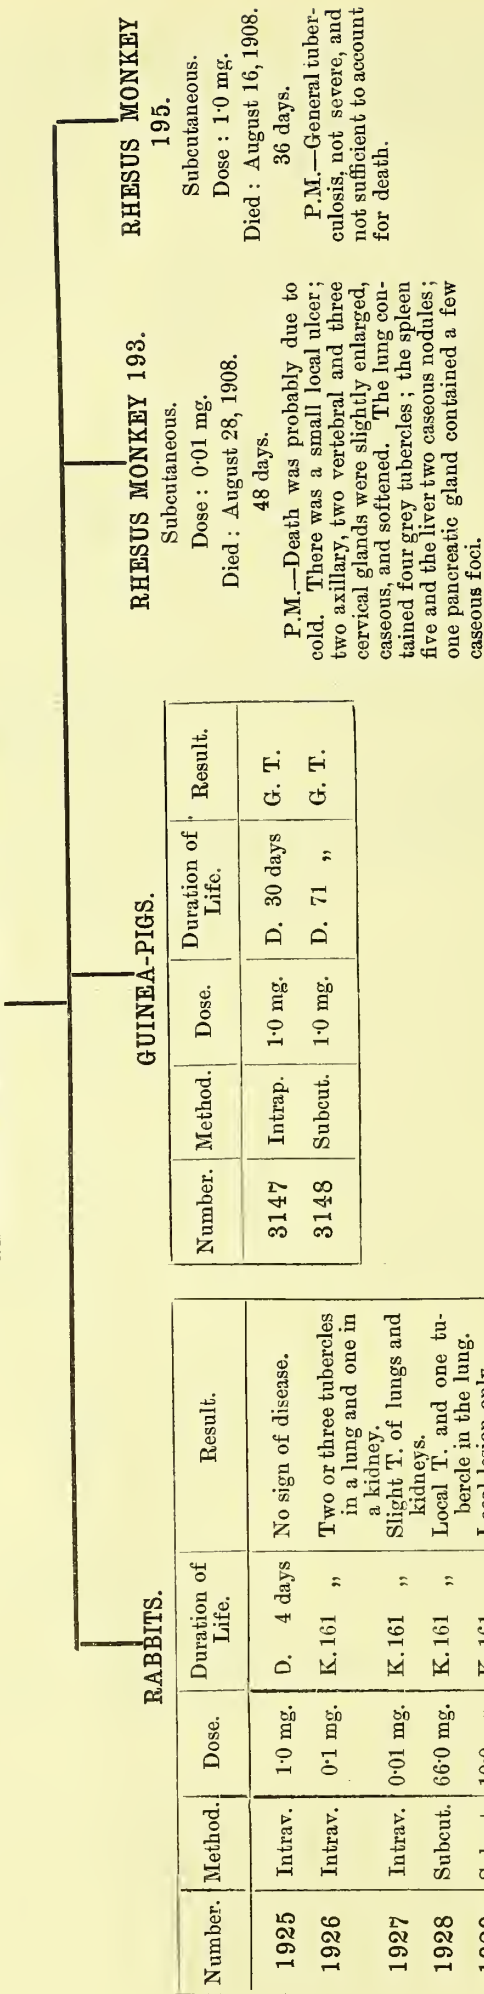 RABBITS.
Number. Method. Dose. Duration of Life. Result.
1925 Intrav. 1·0 mg. D. 4 days No sign of disease.
1926 Intrav. 0·1 mg. K. 161 „ Two or three tubercles
in a lung and one in
a kidney.
1927 Intrav. 0·01 mg. K. 161 „ Slight T. of lungs and
kidneys.
1928 Subcut. 66·0 mg. K. 161 „ Local T. and one tu-
bercle in the lung.
GUINEA-PIGS.
Number. Method. Dose. Duration of Life. Result.
3147 Intrap. 1·0 mg. D. 30 days G. T.
3148 Subcut. 1·0 mg. D. 71 „ G. T.
RHESUS MONKEY 193.
Subcutaneous.
Dose : 0·01 mg.
Died : August 28, 1908.
48 days.
P.M.—Death was probably due to
cold. There was a small local ulcer ;
two axillary, two vertebral and three
cervical glands were slightly enlarged,
caseous, and softened. The lung con-
tained four grey tubercles ; the spleen
five and the liver two caseous nodules ;
one pancreatic gland contained a few
caseous foci.
RHESUS MONKEY
195.
Subcutaneous.
Dose : 1·0 mg.
Died : August 16, 1908.
36 days.
P.M.—General tuber-
culosis, not severe, and
not sufficient to account
for death.